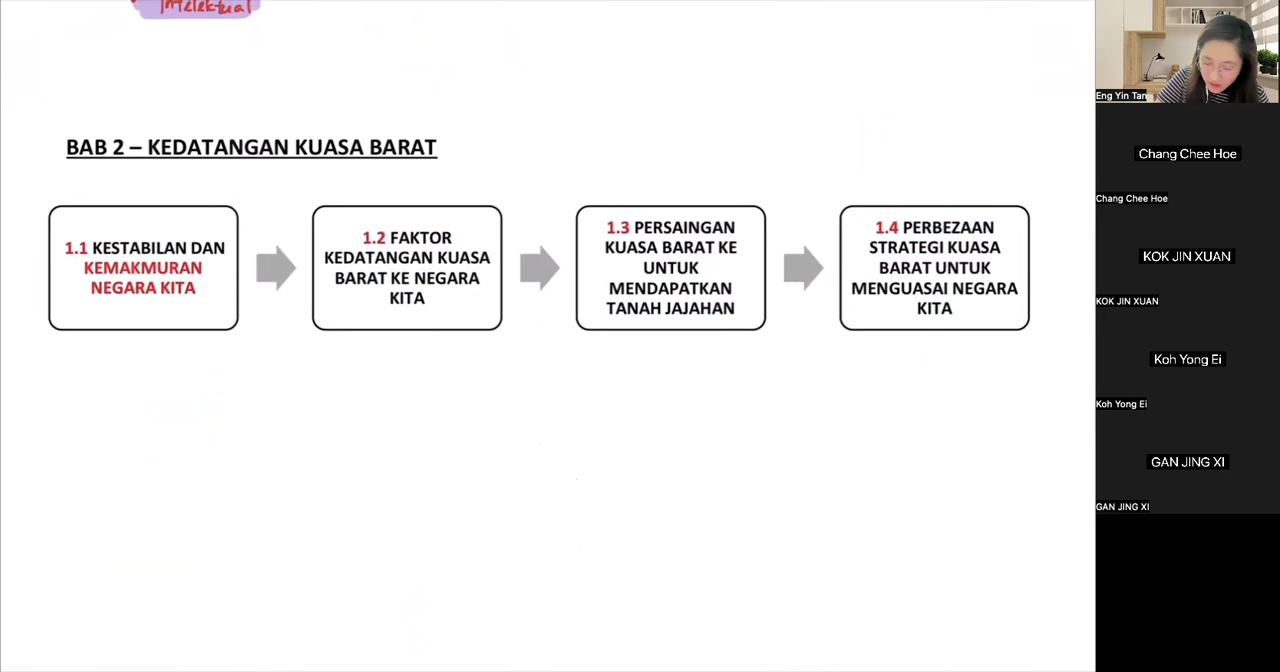 Intelektual
BAB 2 – KEDATANGAN KUASA BARAT
1.1 KESTABILAN DAN
KEMAKMURAN
NEGARA KITA
1.2 FAKTOR
KEDATANGAN KUASA
BARAT KE NEGARA
KITA
1.3 PERSAINGAN
KUASA BARAT KE
UNTUK
MENDAPATKAN
TANAH JAJAHAN
1.4 PERBEZAAN
STRATEGI KUASA
BARAT UNTUK
MENGUASAI NEGARA
KITA
Eng Yin Tan
Chang Chee Hoe
Chang Chee Hoe
KOK JIN XUAN
KOK JIN XUAN
Koh Yong Ei
Koh Yong Ei
GAN JING XI
GAN JING XI